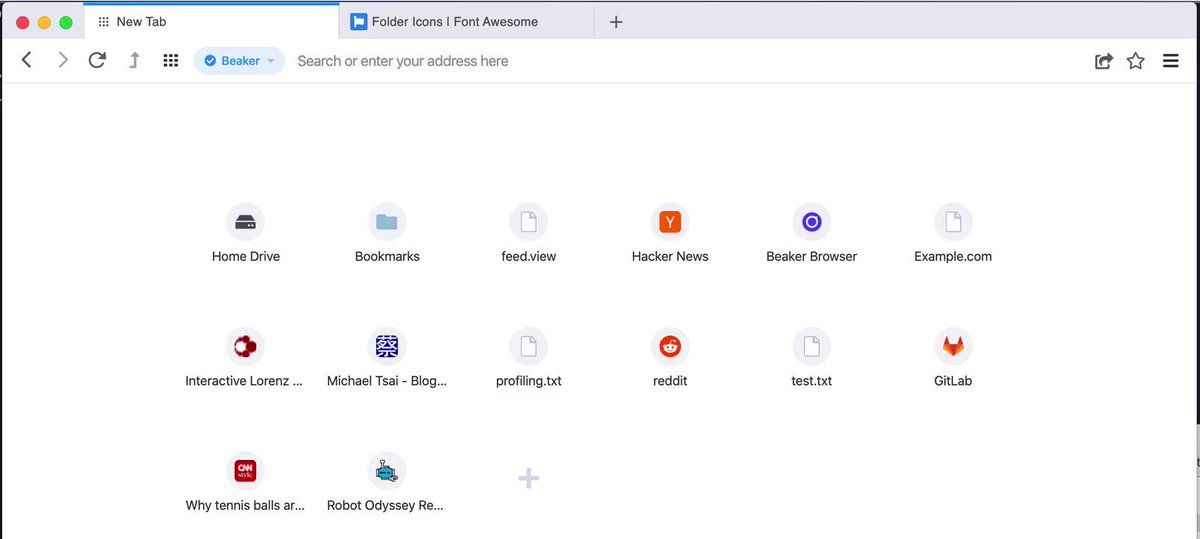 New Tab
Folder Icons | Font Awesome
Beaker
Search or enter your address here
Home Drive
Bookmarks
feed.view
Y
Hacker News
Beaker Browser
Example.com
Interactive Lorenz ...
蔡
Michael Tsai - Blog...
profiling.txt
reddit
test.txt
GitLab
CNN
style
Why tennis balls ar...
Robot Odyssey Re...